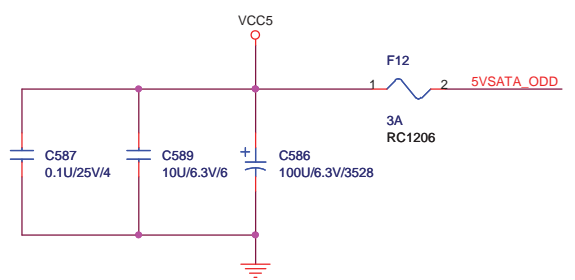 VCC5
F12
1
2
5VSATA_ODD
3A
RC1206
C587
0.1U/25V/4
C589
10U/6.3V/6
+
C586
100U/6.3V/3528